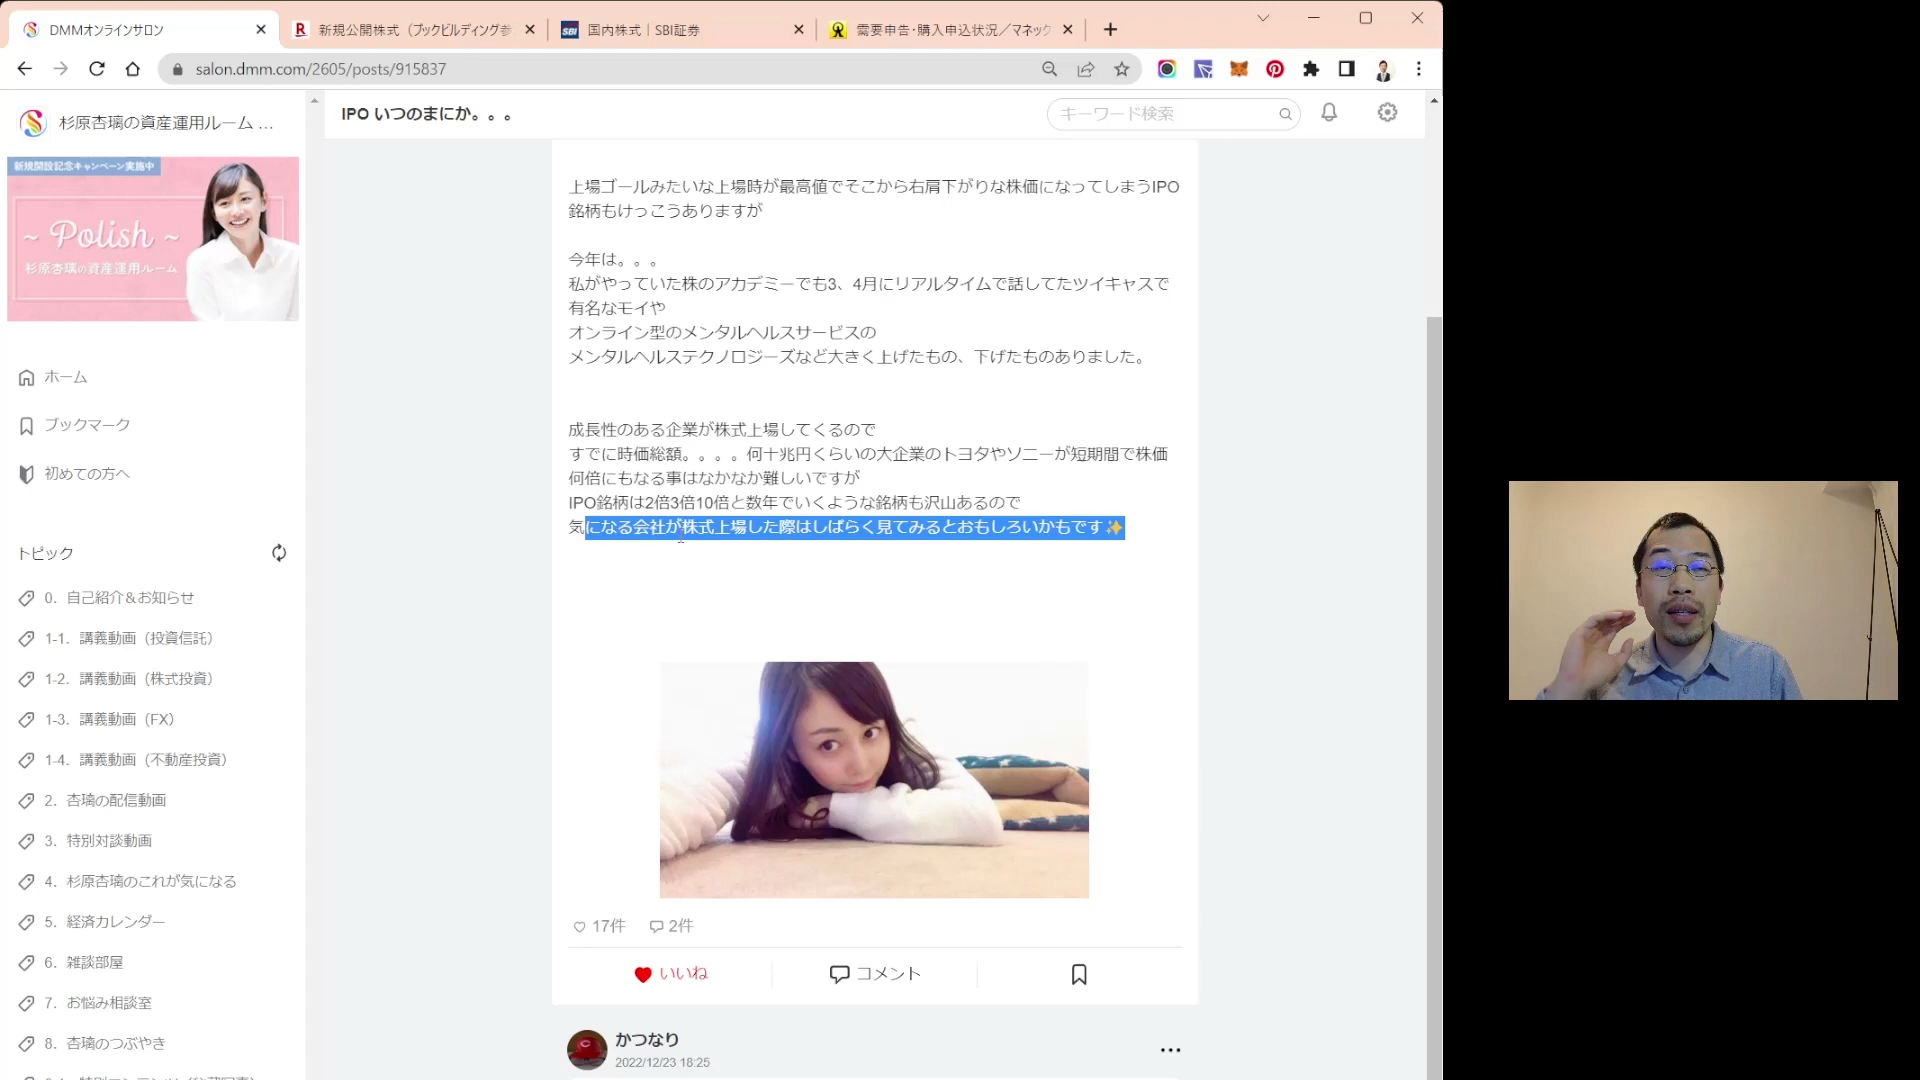 DMMオンラインサロン
新規公開株式（ブックビルディング参
国内株式｜SBI証券
需要申告･購入申込状況／マネック
salon.dmm.com/2605/posts/915837
杉原杏璃の資産運用ルーム ...
IPO いつのまにか。。。
キーワード検索
新規開設記念キャンペーン実施中
~ Polish ~
杉原杏璃の資産運用ルーム
ホーム
ブックマーク
初めての方へ
トピック
0．自己紹介＆お知らせ
1-1．講義動画（投資信託）
1-2．講義動画（株式投資）
1-3．講義動画（FX）
1-4．講義動画（不動産投資）
2．杏璃の配信動画
3．特別対談動画
4．杉原杏璃のこれが気になる
5．経済カレンダー
6．雑談部屋
7．お悩み相談室
8．杏璃のつぶやき
上場ゴールみたいな上場時が最高値でそこから右肩下がりな株価になってしまうIPO
銘柄もけっこうありますが
今年は。。。
私がやっていた株のアカデミーでも3、4月にリアルタイムで話してたツイキャスで
有名なモイや
オンライン型のメンタルヘルスサービスの
メンタルヘルステクノロジーズなど大きく上げたもの、下げたものありました。
成長性のある企業が株式上場してくるので
すでに時価総額。。。。何十兆円くらいの大企業のトヨタやソニーが短期間で株価
何倍にもなる事はなかなか難しいですが
IPO銘柄は2倍3倍10倍と数年でいくような銘柄も沢山あるので
気になる会社が株式上場した際はしばらく見てみるとおもしろいかもです✨
17件
2件
いいね
コメント
かつなり
2022/12/23 18:25